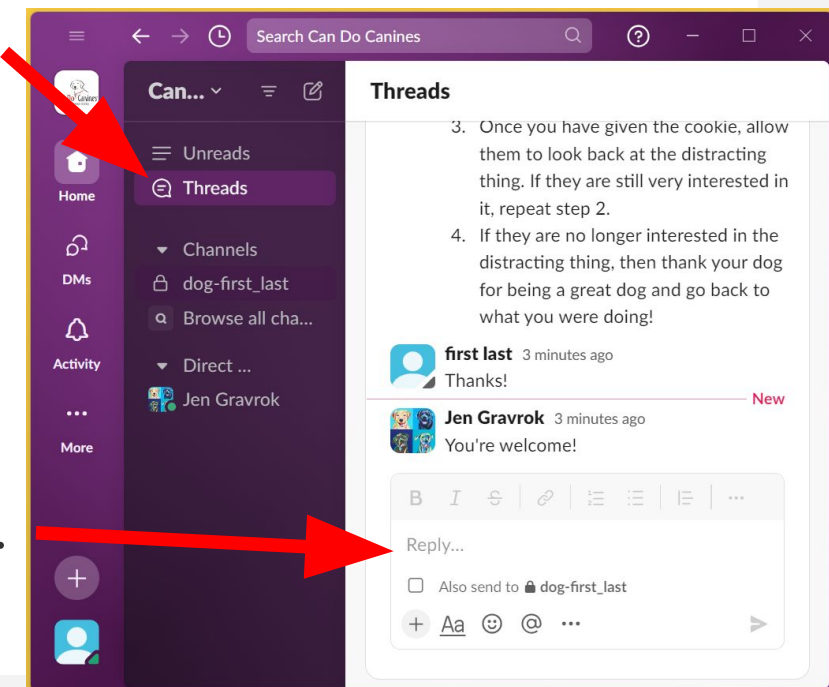 Search Can Do Canines
Can...
Home
DMs
Activity
More
Unreads
Threads
Channels
dog-first_last
Browse all cha...
Direct ...
Jen Gravrok
Threads
3. Once you have given the cookie, allow
them to look back at the distracting
thing. If they are still very interested in
it, repeat step 2.
4. If they are no longer interested in the
distracting thing, then thank your dog
for being a great dog and go back to
what you were doing!
first last 3 minutes ago
Thanks!
New
Jen Gravrok 3 minutes ago
You're welcome!
B I S
Reply...
Also send to dog-first_last
+ Aa @ ...
.